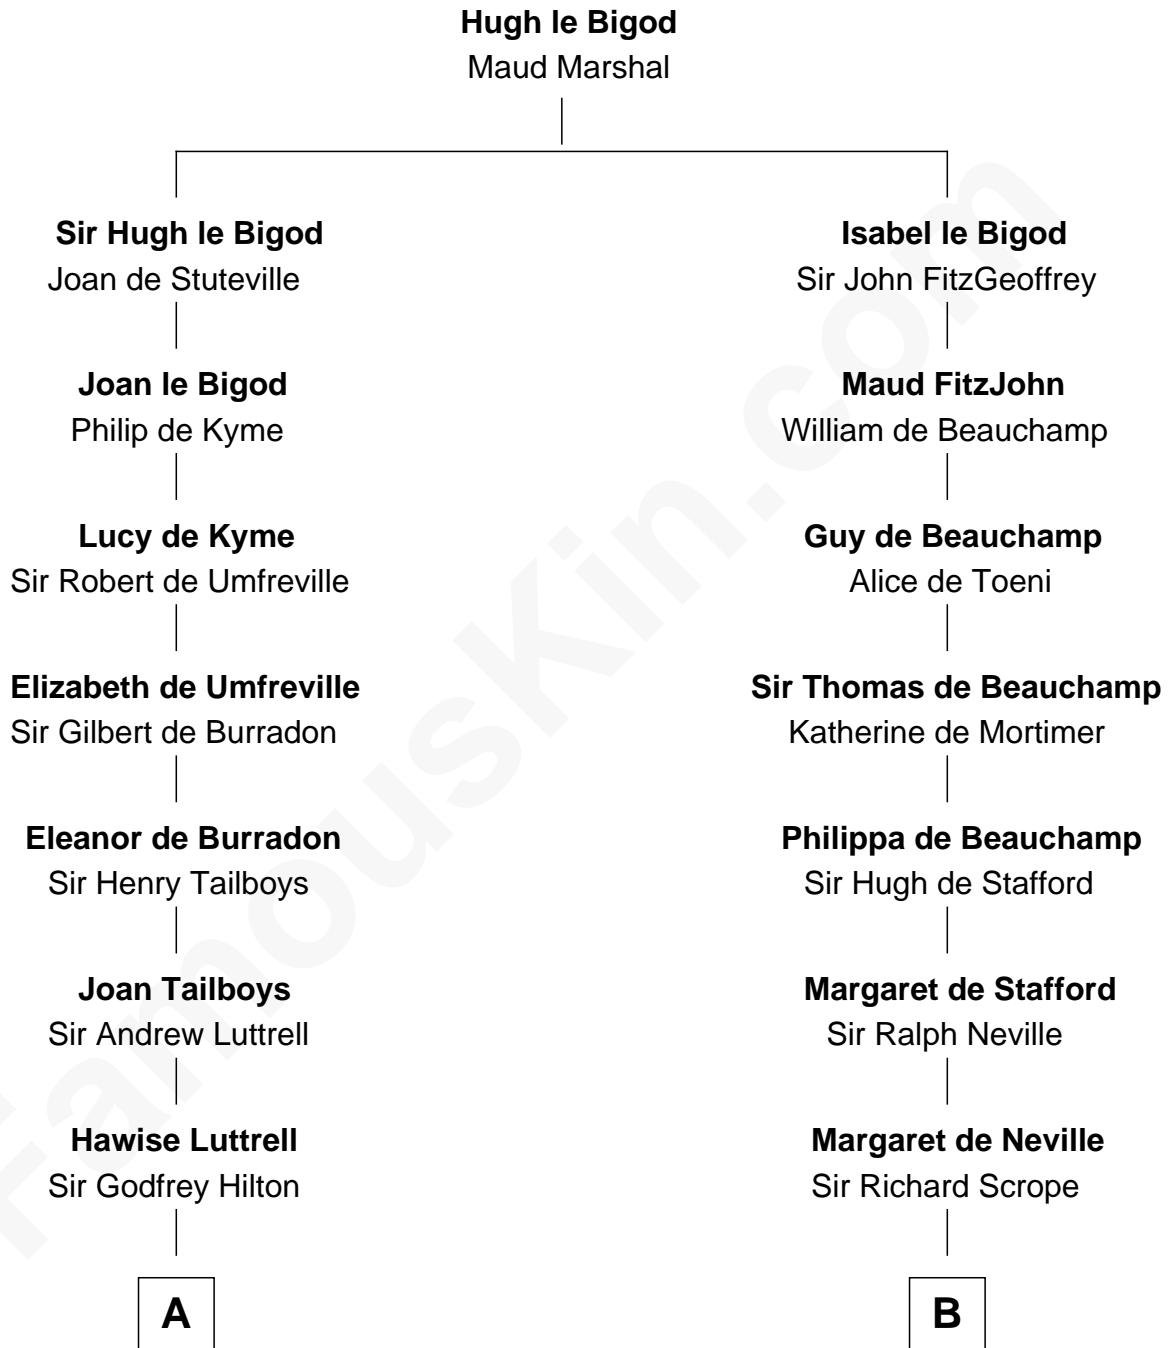 Hugh le Bigod
Maud Marshal
Sir Hugh le Bigod
Joan de Stuteville
Joan le Bigod
Philip de Kyme
Lucy de Kyme
Sir Robert de Umfreville
Elizabeth de Umfreville
Sir Gilbert de Burradon
Eleanor de Burradon
Sir Henry Tailboys
Joan Tailboys
Sir Andrew Luttrell
Hawise Luttrell
Sir Godfrey Hilton
A
Isabel le Bigod
Sir John FitzGeoffrey
Maud FitzJohn
William de Beauchamp
Guy de Beauchamp
Alice de Toeni
Sir Thomas de Beauchamp
Katherine de Mortimer
Philippa de Beauchamp
Sir Hugh de Stafford
Margaret de Stafford
Sir Ralph Neville
Margaret de Neville
Sir Richard Scrope
B
FamousKin.com